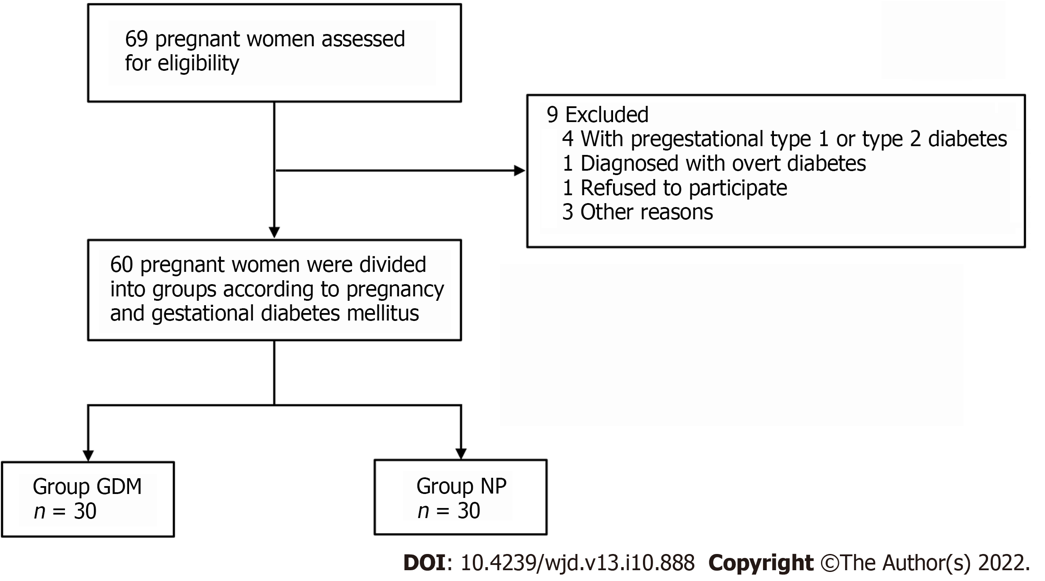 69 pregnant women assessed
for eligibility
9 Excluded
4 With pregestational type 1 or type 2 diabetes
1 Diagnosed with overt diabetes
1 Refused to participate
3 Other reasons
60 pregnant women were divided
into groups according to pregnancy
and gestational diabetes mellitus
Group GDM
n = 30
Group NP
n = 30
DOI: 10.4239/wjd.v13.i10.888 Copyright ©The Author(s) 2022.